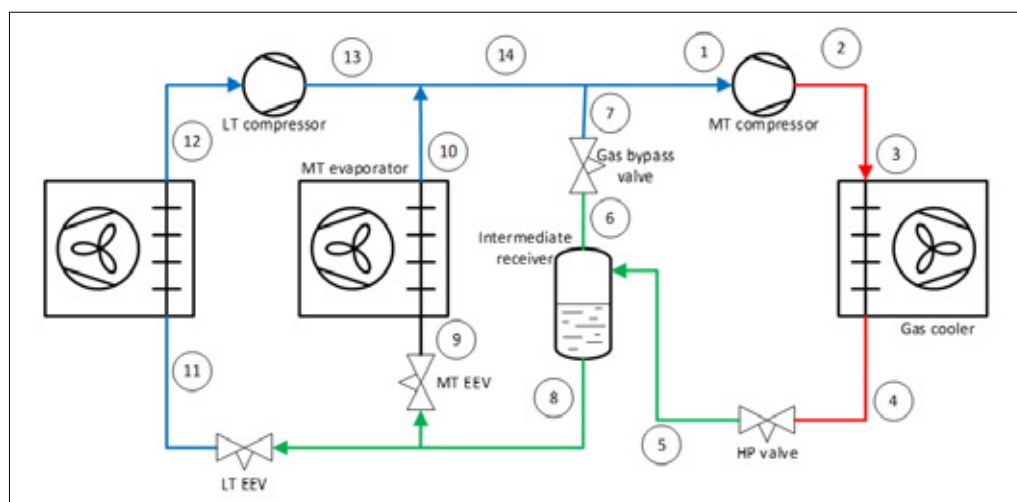 13
14
1
2
LT compressor
MT compressor
12
10
7
3
MT evaporator
Gas bypass
valve
6
Intermediate
receiver
Gas cooler
9
11
MT EEV
8
4
5
HP valve
LT EEV